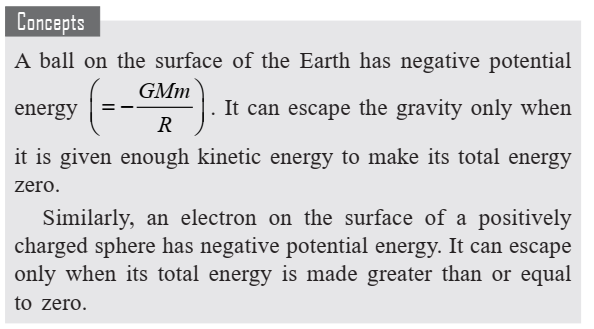 Concepts
A ball on the surface of the Earth has negative potential
energy (= − GMm / R). It can escape the gravity only when
it is given enough kinetic energy to make its total energy
zero.
Similarly, an electron on the surface of a positively
charged sphere has negative potential energy. It can escape
only when its total energy is made greater than or equal
to zero.